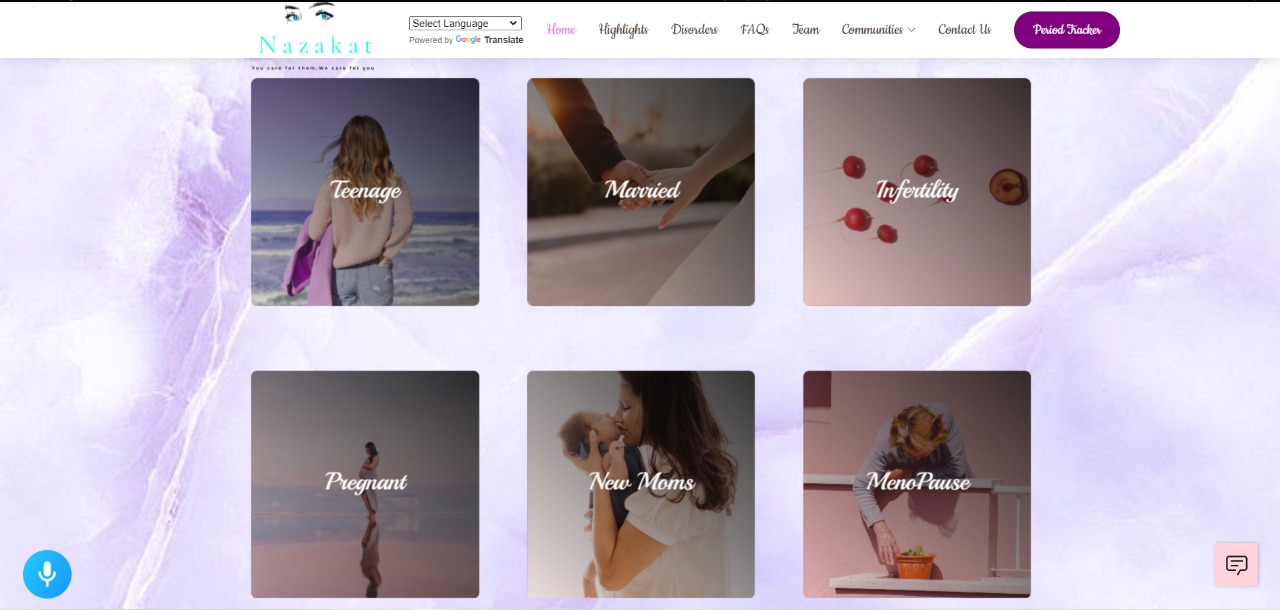 Nazakat
You care for them,We care for you
Select Language
Powered by Google Translate
Home
Highlights
Disorders
FAQs
Team
Communities
Contact Us
Period Tracker
Teenage
Married
Infertility
Pregnant
New Moms
MenoPause